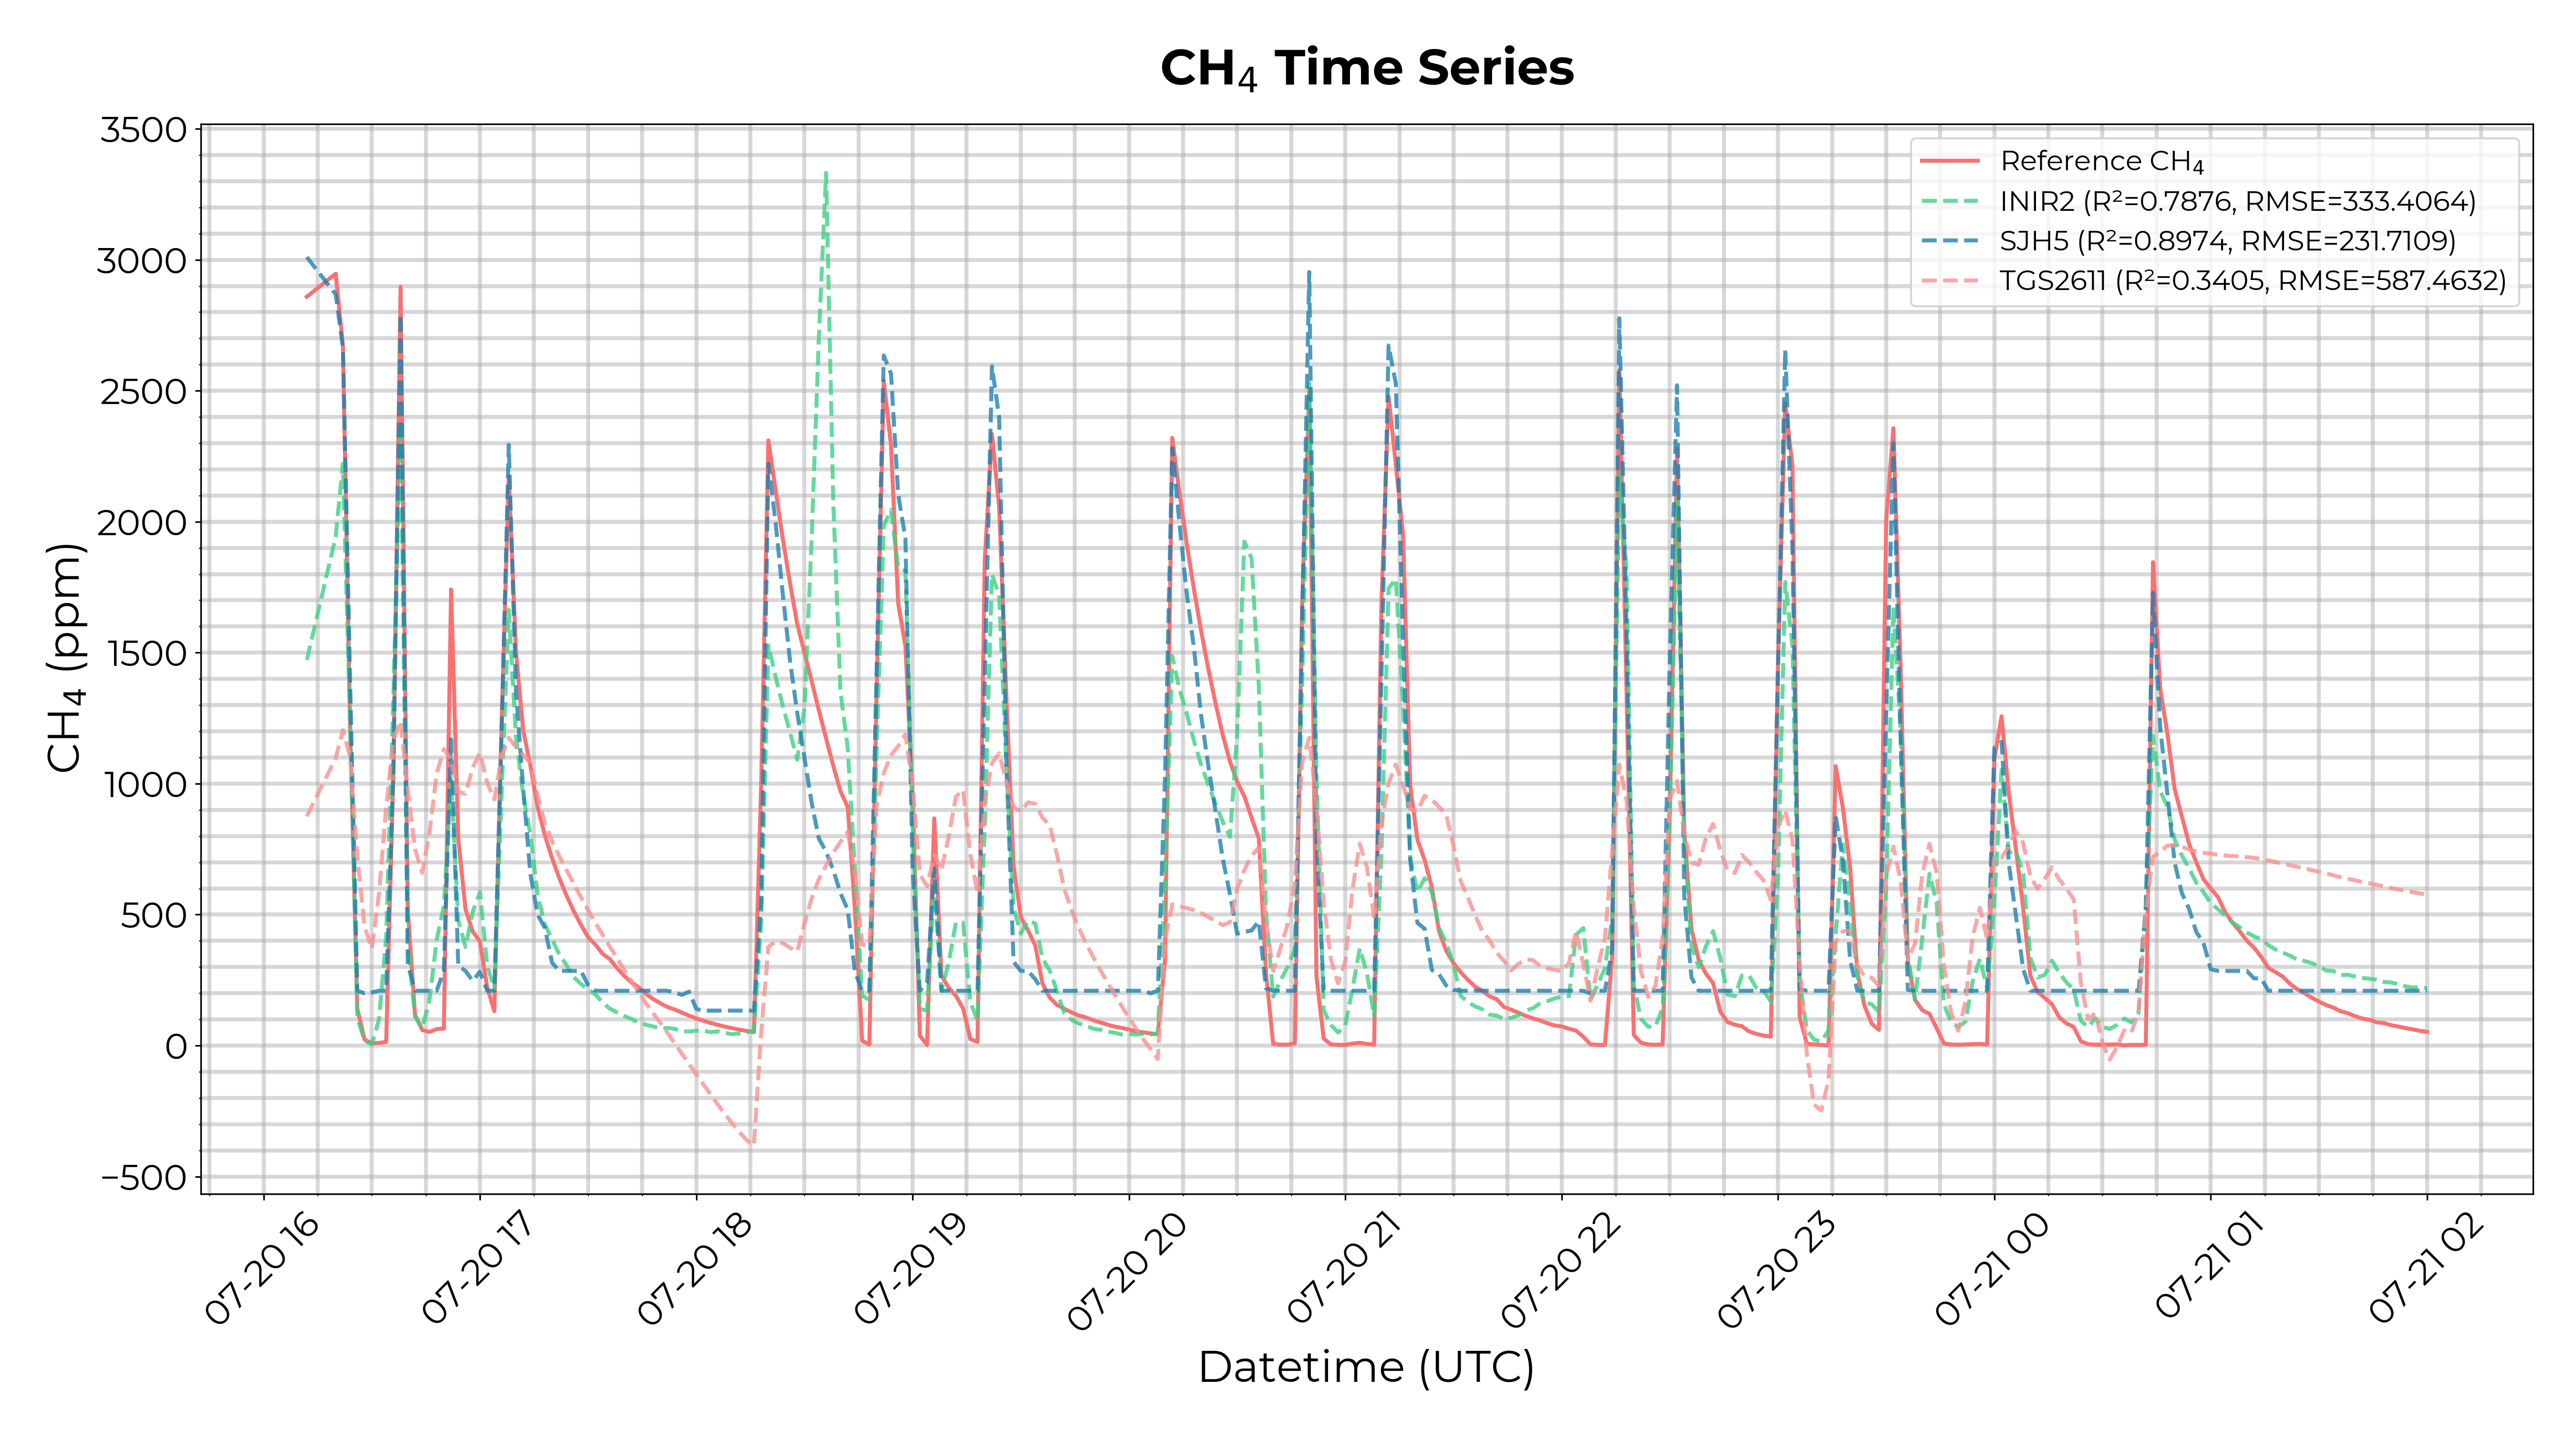 CH₄ Time Series
3500
3000
2500
2000
1500
1000
500
0
−500
CH₄ (ppm)
Reference CH₄
INIR2 (R²=0.7876, RMSE=333.4064)
SJH5 (R²=0.8974, RMSE=231.7109)
TGS2611 (R²=0.3405, RMSE=587.4632)
07-20 16
07-20 17
07-20 18
07-20 19
07-20 20
07-20 21
07-20 22
07-20 23
07-21 00
07-21 01
07-21 02
Datetime (UTC)